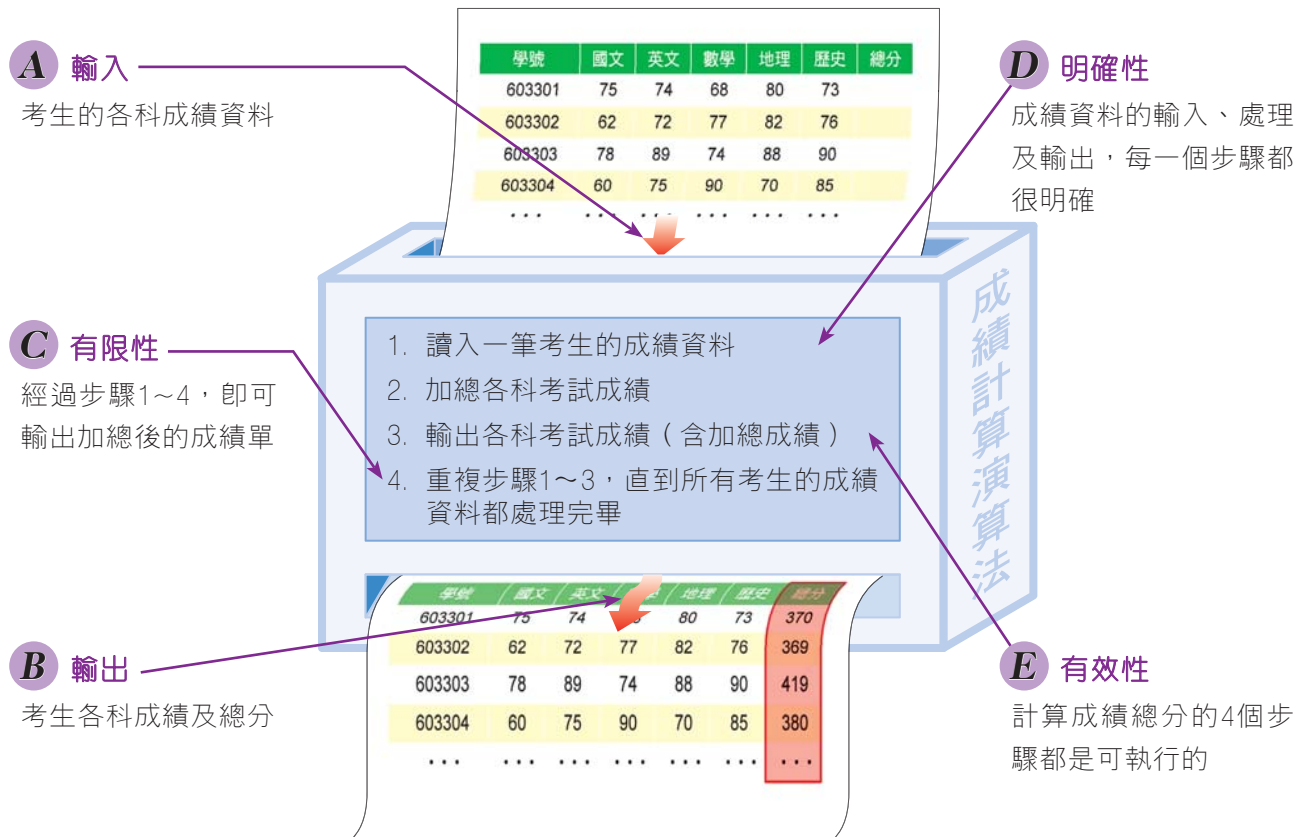 A 輸入
考生的各科成績資料
學號 國文 英文 數學 地理 歷史 總分
603301 75 74 68 80 73
603302 62 72 77 82 76
603303 78 89 74 88 90
603304 60 75 90 70 85
... ... ... ... ... ...
D 明確性
成績資料的輸入、處理
及輸出，每一個步驟都
很明確
C 有限性
經過步驟1~4，即可
輸出加總後的成績單
1. 讀入一筆考生的成績資料
2. 加總各科考試成績
3. 輸出各科考試成績（含加總成績）
4. 重複步驟1～3，直到所有考生的成績
資料都處理完畢
成績計算演算法
B 輸出
考生各科成績及總分
學號 國文 英文 學 地理 歷史 總分
603301 75 74 80 73 370
603302 62 72 77 82 76 369
603303 78 89 74 88 90 419
603304 60 75 90 70 85 380
... ... ... ... ... ... ...
E 有效性
計算成績總分的4個步
驟都是可執行的